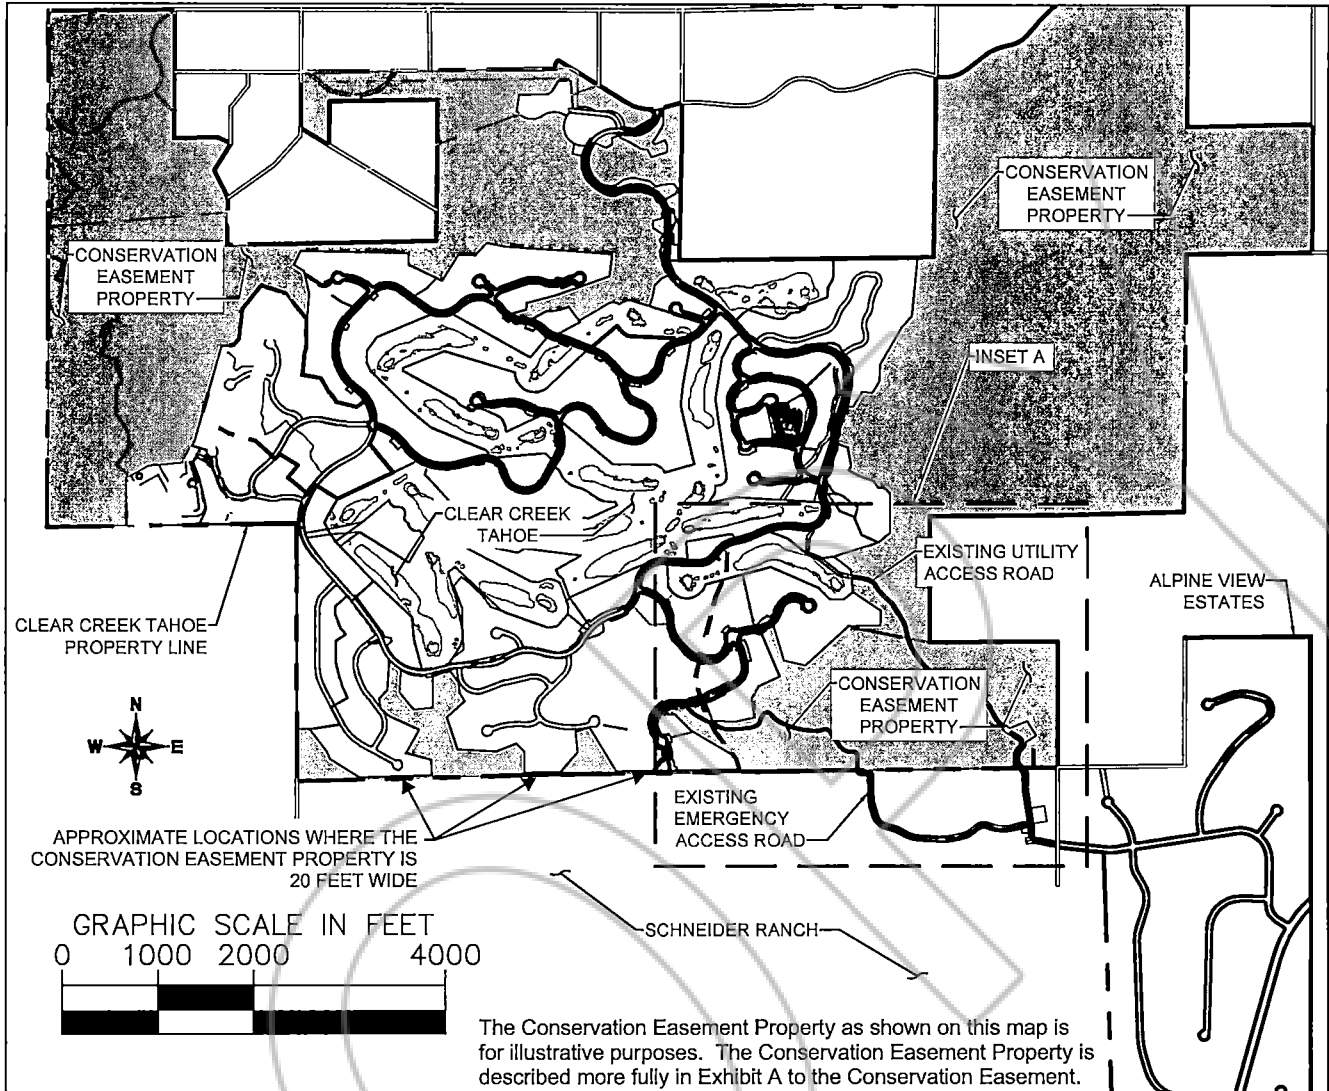 CONSERVATION
EASEMENT
PROPERTY
CONSERVATION
EASEMENT
PROPERTY
INSET A
CLEAR CREEK
TAHOE
EXISTING UTILITY
ACCESS ROAD
ALPINE VIEW
ESTATES
CLEAR CREEK TAHOE
PROPERTY LINE
CONSERVATION
EASEMENT
PROPERTY
N
W E
S
EXISTING
EMERGENCY
ACCESS ROAD
APPROXIMATE LOCATIONS WHERE THE
CONSERVATION EASEMENT PROPERTY IS
20 FEET WIDE
SCHNEIDER RANCH
GRAPHIC SCALE IN FEET
0 1000 2000 4000
The Conservation Easement Property as shown on this map is
for illustrative purposes. The Conservation Easement Property is
described more fully in Exhibit A to the Conservation Easement.